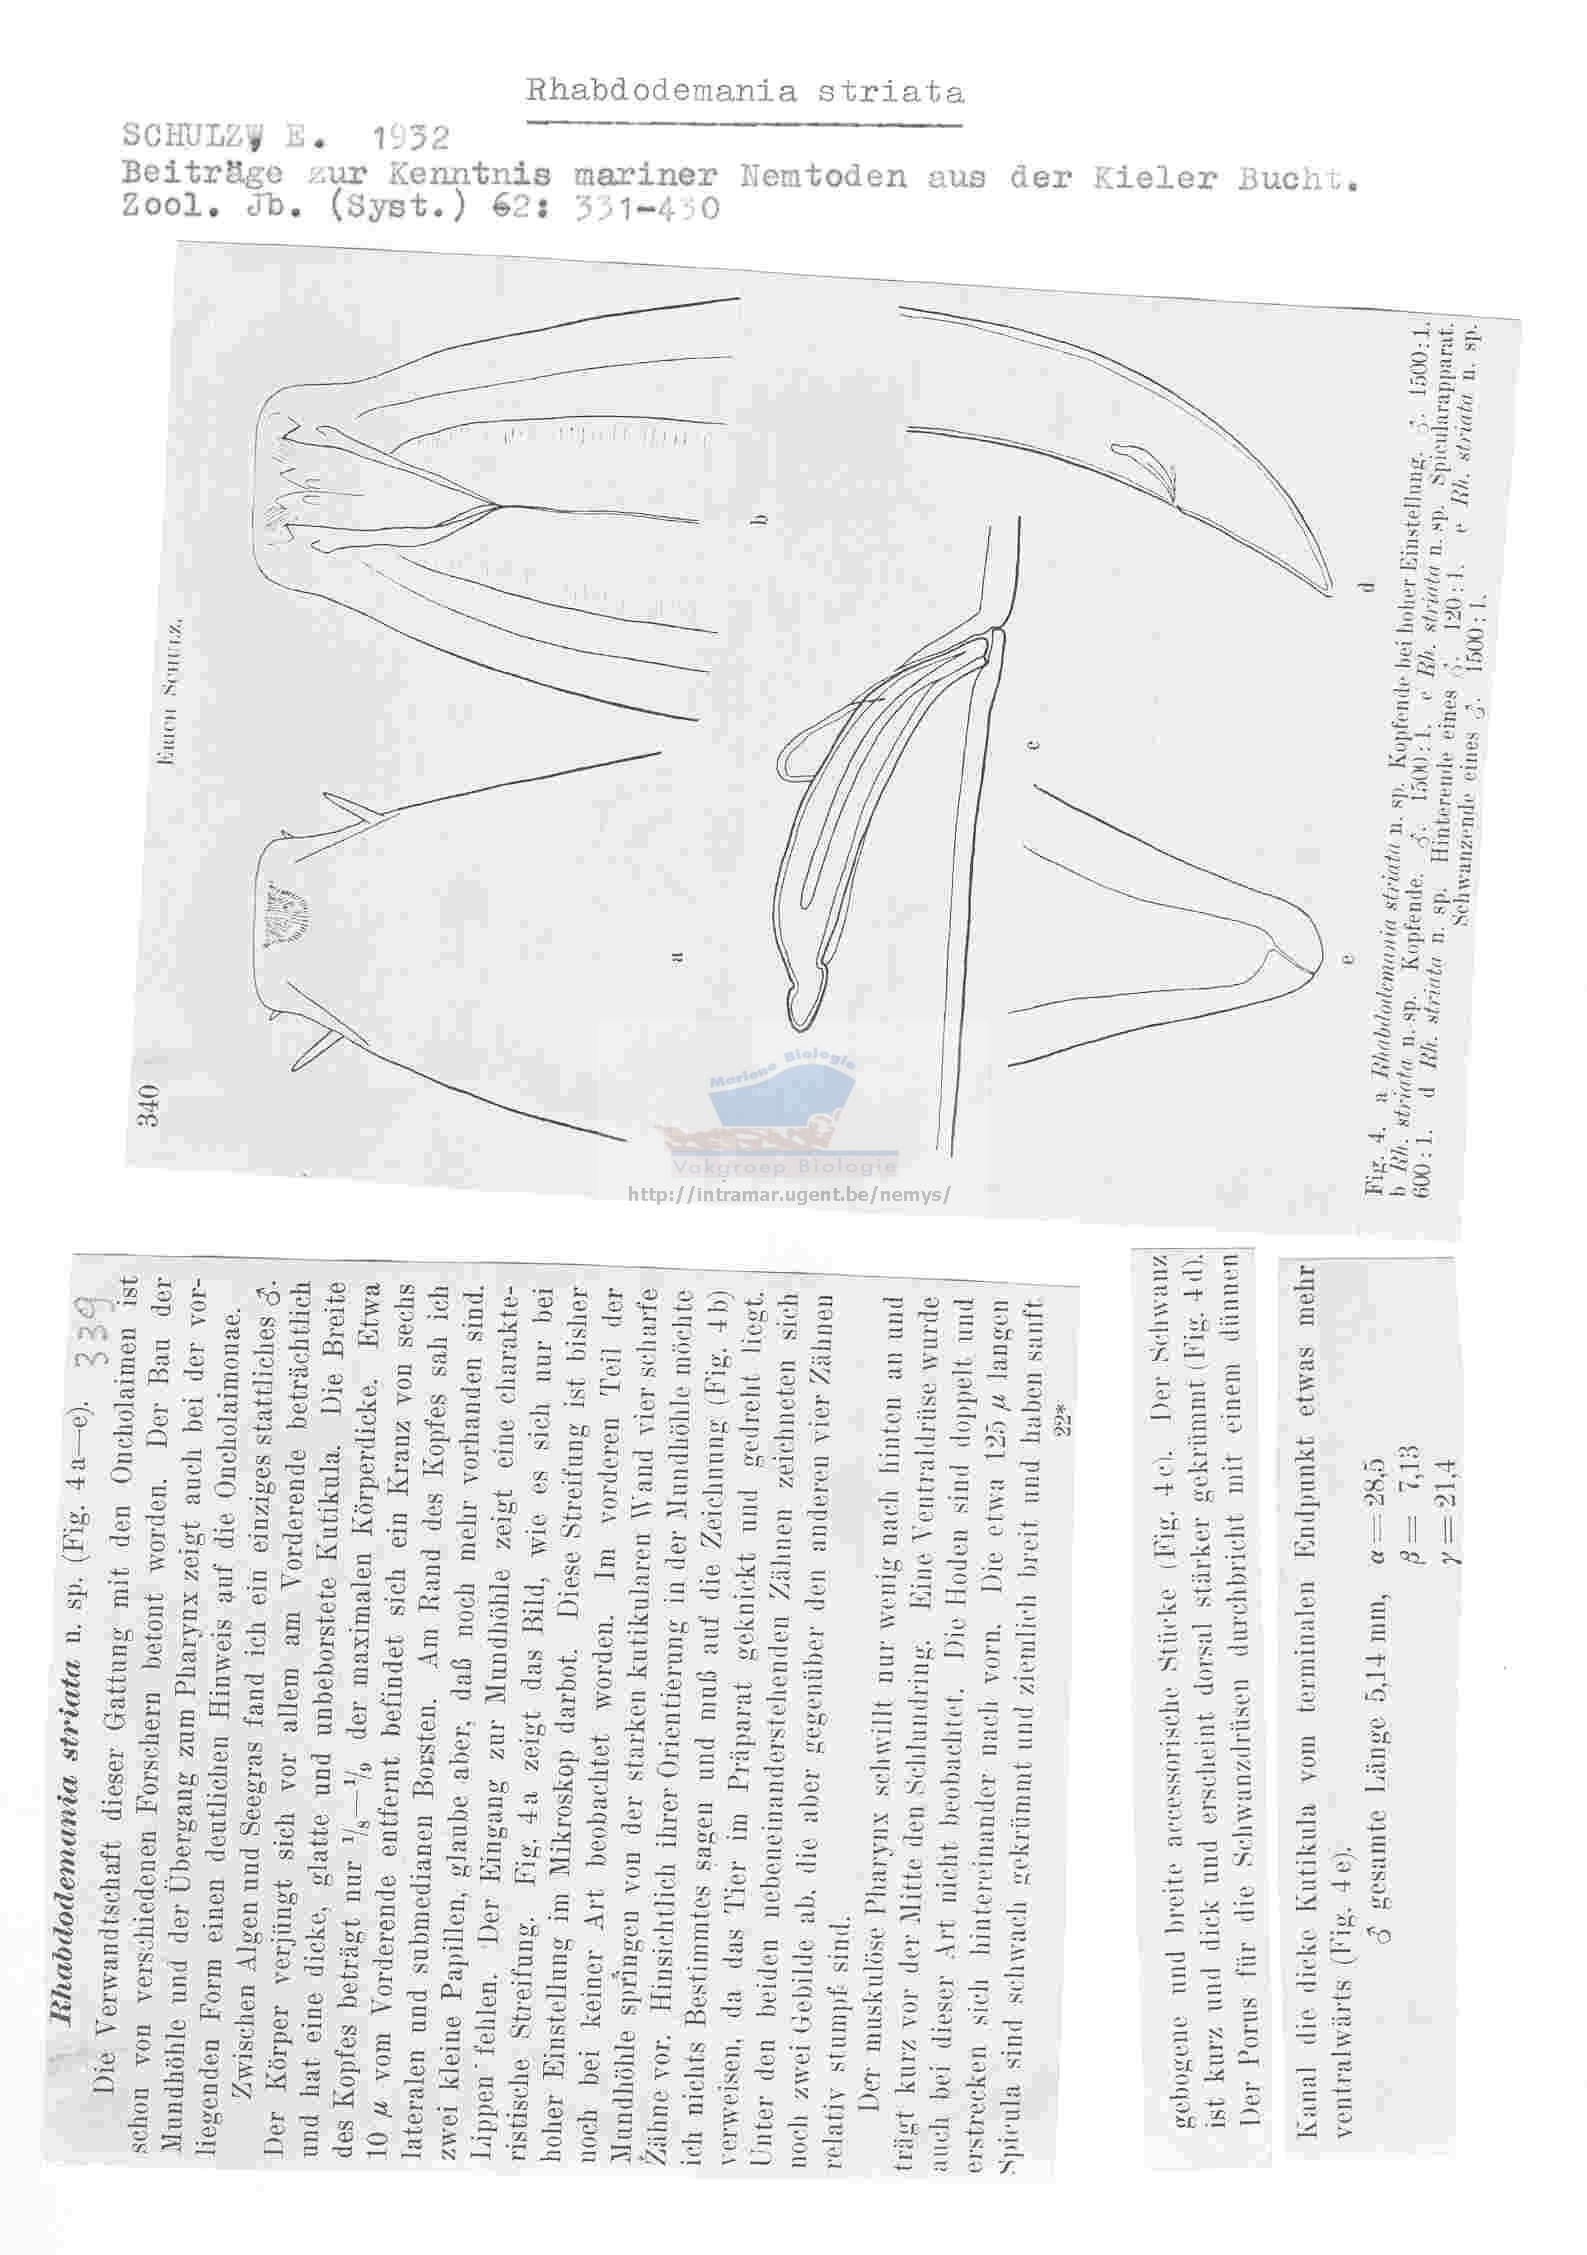 Rhabdodemania striata
SCHULZ, E. 1932
Beiträge zur Kenntnis mariner Nemtoden aus der Kieler Bucht.
Zool. Jb. (Syst.) 62: 331-430
340
ERICH SCHULZ.
a
b
c
d
e
Fig. 4. a Rhabdodemania striata n. sp. Kopfende bei hoher Einstellung. ♂. 1500:1.
b Rh. striata n. sp. Kopfende. ♂. 1500:1. c Rh. striata n. sp. Spicularapparat.
600:1. d Rh. striata n. sp. Hinterende eines ♂. 120:1. e Rh. striata n. sp.
Schwanzende eines ♂. 1500:1.
Mariene Biologie
Vakgroep Biologie
http://intramar.ugent.be/nemys/
Rhabdodemania striata n. sp. (Fig. 4a—e). 339
Die Verwandtschaft dieser Gattung mit den Oncholaimen ist
schon von verschiedenen Forschern betont worden. Der Bau der
Mundhöhle und der Übergang zum Pharynx zeigt auch bei der vor-
liegenden Form einen deutlichen Hinweis auf die Oncholaimonae.
Zwischen Algen und Seegras fand ich ein einziges stattliches ♂.
Der Körper verjüngt sich vor allem am Vorderende beträchtlich
und hat eine dicke, glatte und unbeborstete Kutikula. Die Breite
des Kopfes beträgt nur 1/8—1/9 der maximalen Körperdicke. Etwa
10 μ vom Vorderende entfernt befindet sich ein Kranz von sechs
lateralen und submedianen Borsten. Am Rand des Kopfes sah ich
zwei kleine Papillen, glaube aber, daß noch mehr vorhanden sind.
Lippen fehlen. Der Eingang zur Mundhöhle zeigt eine charakte-
ristische Streifung. Fig. 4a zeigt das Bild, wie es sich nur bei
hoher Einstellung im Mikroskop darbot. Diese Streifung ist bisher
noch bei keiner Art beobachtet worden. Im vorderen Teil der
Mundhöhle springen von der starken kutikularen Wand vier scharfe
Zähne vor. Hinsichtlich ihrer Orientierung in der Mundhöhle möchte
ich nichts Bestimmtes sagen und muß auf die Zeichnung (Fig. 4b)
verweisen, da das Tier im Präparat geknickt und gedreht liegt.
Unter den beiden nebeneinanderstehenden Zähnen zeichneten sich
noch zwei Gebilde ab, die aber gegenüber den anderen vier Zähnen
relativ stumpf sind.
Der muskulöse Pharynx schwillt nur wenig nach hinten an und
trägt kurz vor der Mitte den Schlundring. Eine Ventraldrüse wurde
auch bei dieser Art nicht beobachtet. Die Hoden sind doppelt und
erstrecken sich hintereinander nach vorn. Die etwa 125 μ langen
Spicula sind schwach gekrümmt und ziemlich breit und haben sanft
22*
gebogene und breite accessorische Stücke (Fig. 4c). Der Schwanz
ist kurz und dick und erscheint dorsal stärker gekrümmt (Fig. 4d).
Der Porus für die Schwanzdrüsen durchbricht mit einen dünnen
Kanal die dicke Kutikula vom terminalen Endpunkt etwas mehr
ventralwärts (Fig. 4e).
♂ gesamte Länge 5,14 mm, α = 28,5
β = 7,13
γ = 21,4